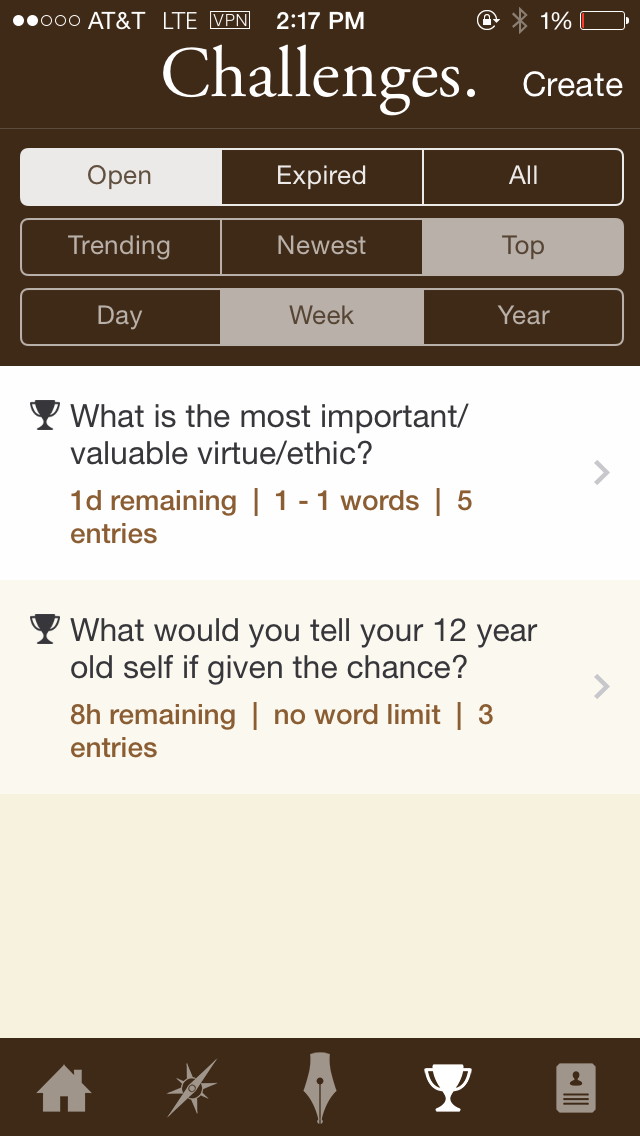 AT&T LTE VPN 2:17 PM 1%
Challenges. Create
Open Expired All
Trending Newest Top
Day Week Year
What is the most important/
valuable virtue/ethic?
1d remaining | 1 - 1 words | 5
entries
What would you tell your 12 year
old self if given the chance?
8h remaining | no word limit | 3
entries